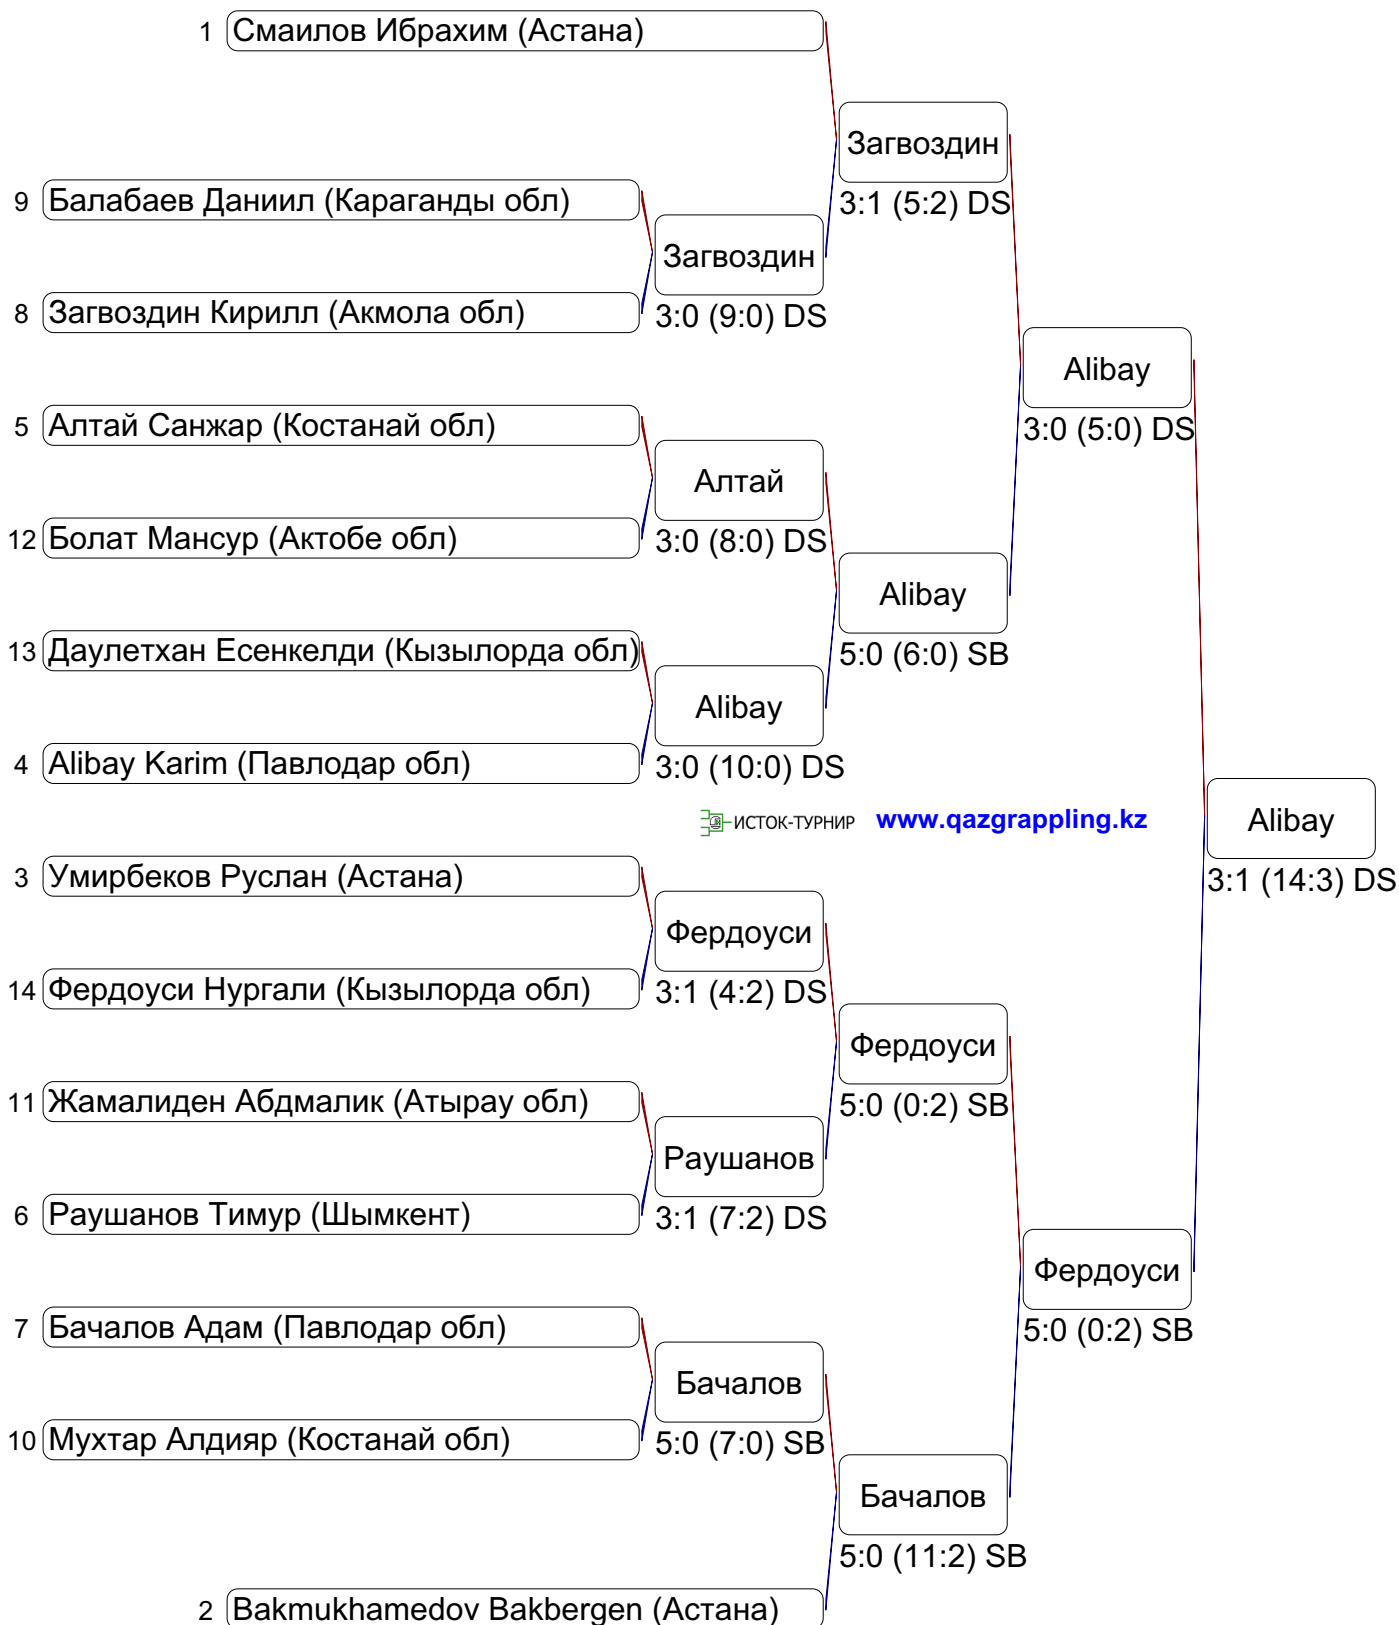 1 Смаилов Ибрахим (Астана)
Загвоздин
3:1 (5:2) DS
9 Балабаев Даниил (Караганды обл)
Загвоздин
3:0 (9:0) DS
8 Загвоздин Кирилл (Акмола обл)
Alibay
3:0 (5:0) DS
5 Алтай Санжар (Костанай обл)
Алтай
3:0 (8:0) DS
12 Болат Мансур (Актобе обл)
Alibay
5:0 (6:0) SB
13 Даулетхан Есенкелди (Кызылорда обл)
Alibay
3:0 (10:0) DS
4 Alibay Karim (Павлодар обл)
ИСТОК-ТУРНИР www.qazgrappling.kz
Alibay
3:1 (14:3) DS
3 Умирбеков Руслан (Астана)
Фердоуси
3:1 (4:2) DS
14 Фердоуси Нургали (Кызылорда обл)
Фердоуси
5:0 (0:2) SB
11 Жамалиден Абдмалик (Атырау обл)
Раушанов
3:1 (7:2) DS
6 Раушанов Тимур (Шымкент)
Фердоуси
5:0 (0:2) SB
7 Бачалов Адам (Павлодар обл)
Бачалов
5:0 (7:0) SB
10 Мухтар Алдияр (Костанай обл)
Бачалов
5:0 (11:2) SB
2 Bakmukhamedov Bakbergen (Астана)